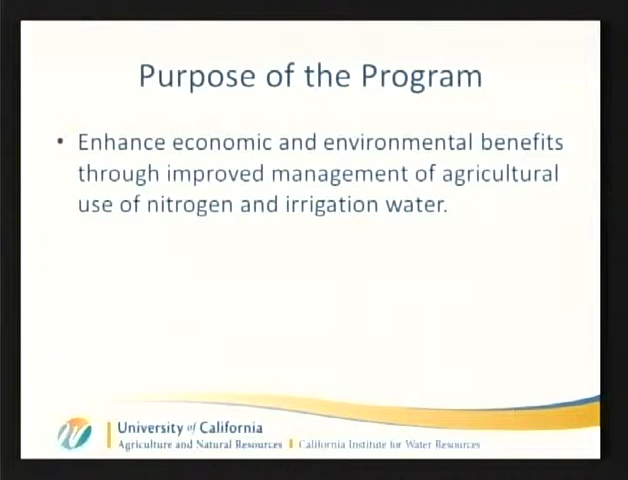 Purpose of the Program
• Enhance economic and environmental benefits
through improved management of agricultural
use of nitrogen and irrigation water.
University of California
Agriculture and Natural Resources | California Institute for Water Resources